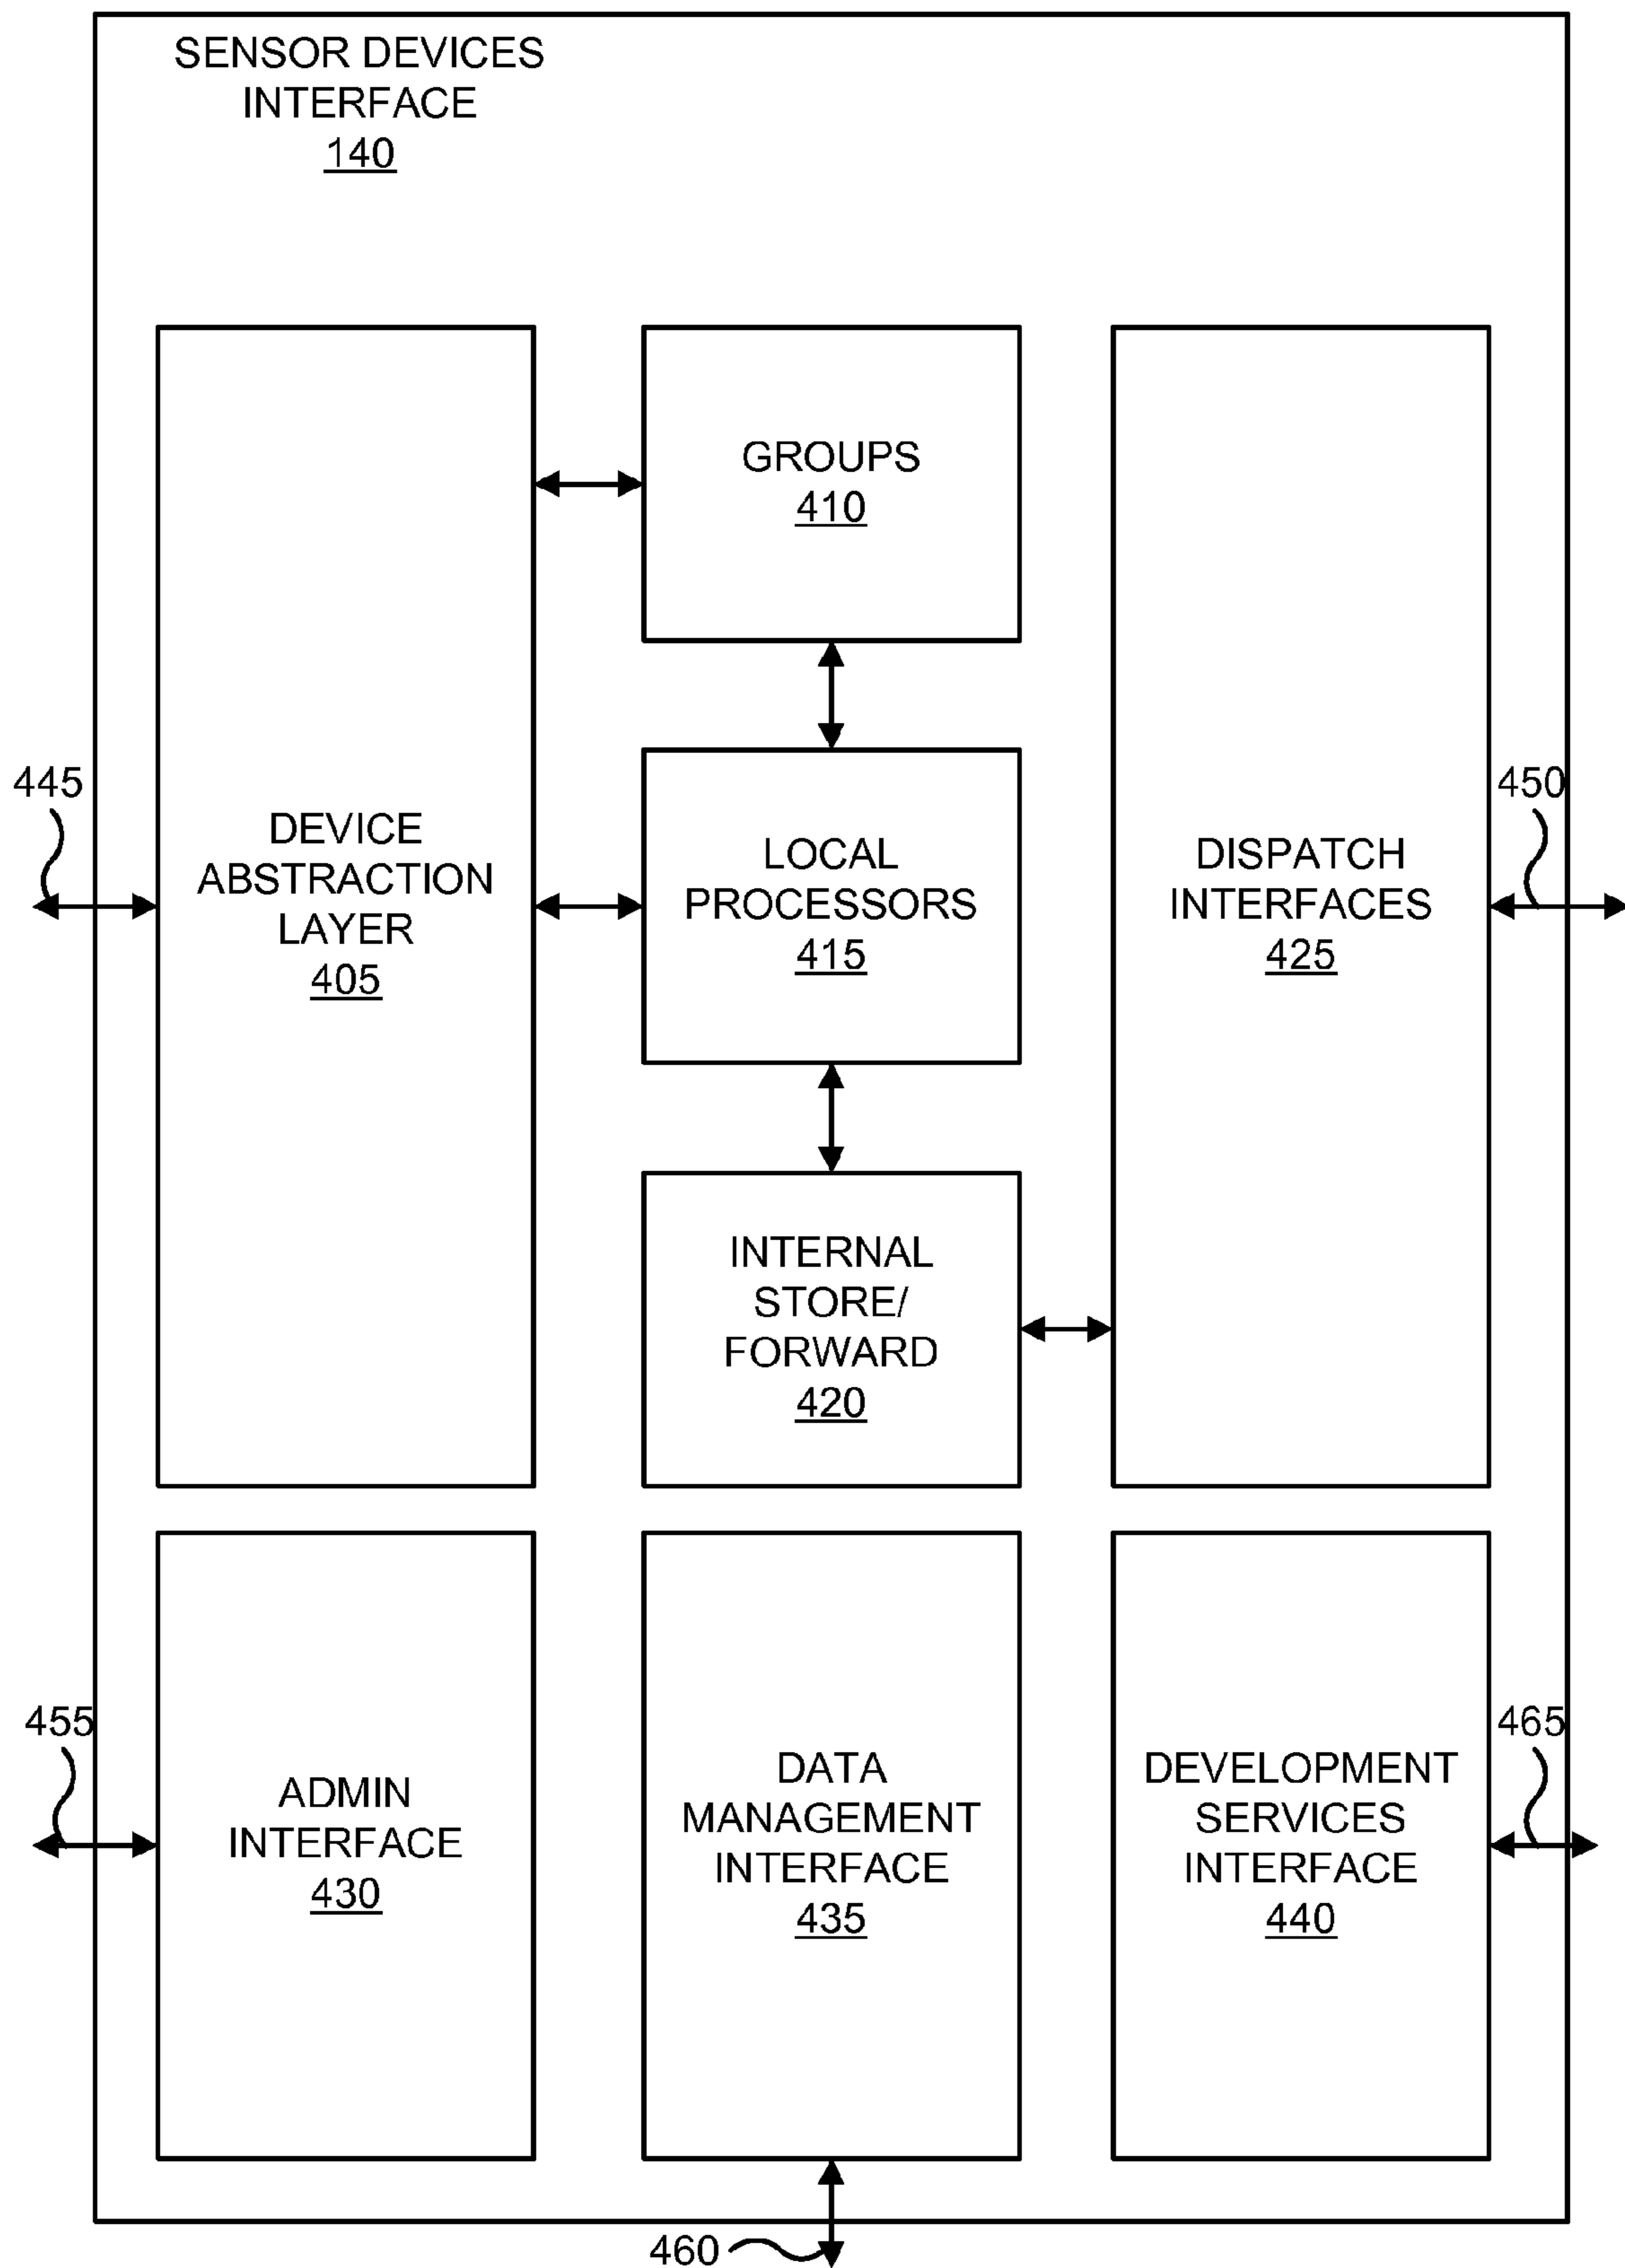 SENSOR DEVICES
INTERFACE
140
GROUPS
410
445
DEVICE
ABSTRACTION
LAYER
405
LOCAL
PROCESSORS
415
DISPATCH
INTERFACES
425
450
INTERNAL
STORE/
FORWARD
420
455
ADMIN
INTERFACE
430
DATA
MANAGEMENT
INTERFACE
435
DEVELOPMENT
SERVICES
INTERFACE
440
465
460